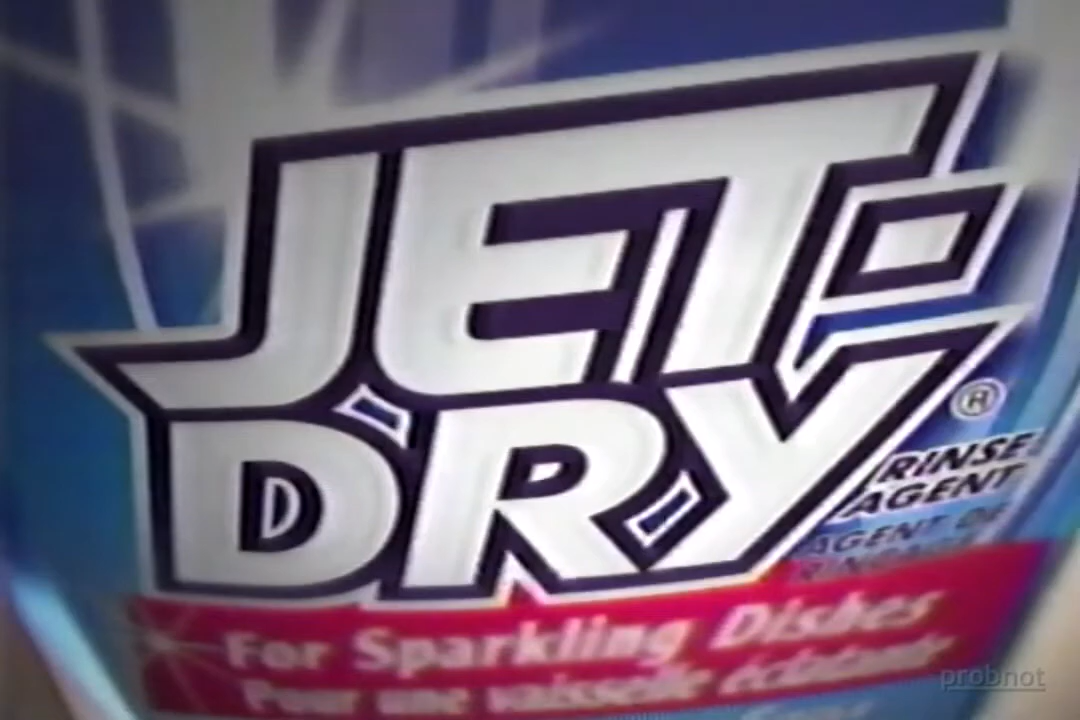 JET-
DRY®
RINSE
AGENT
AGENT DE
For Sparkling Dishes
Pour une vaisselle éclatante
probnot